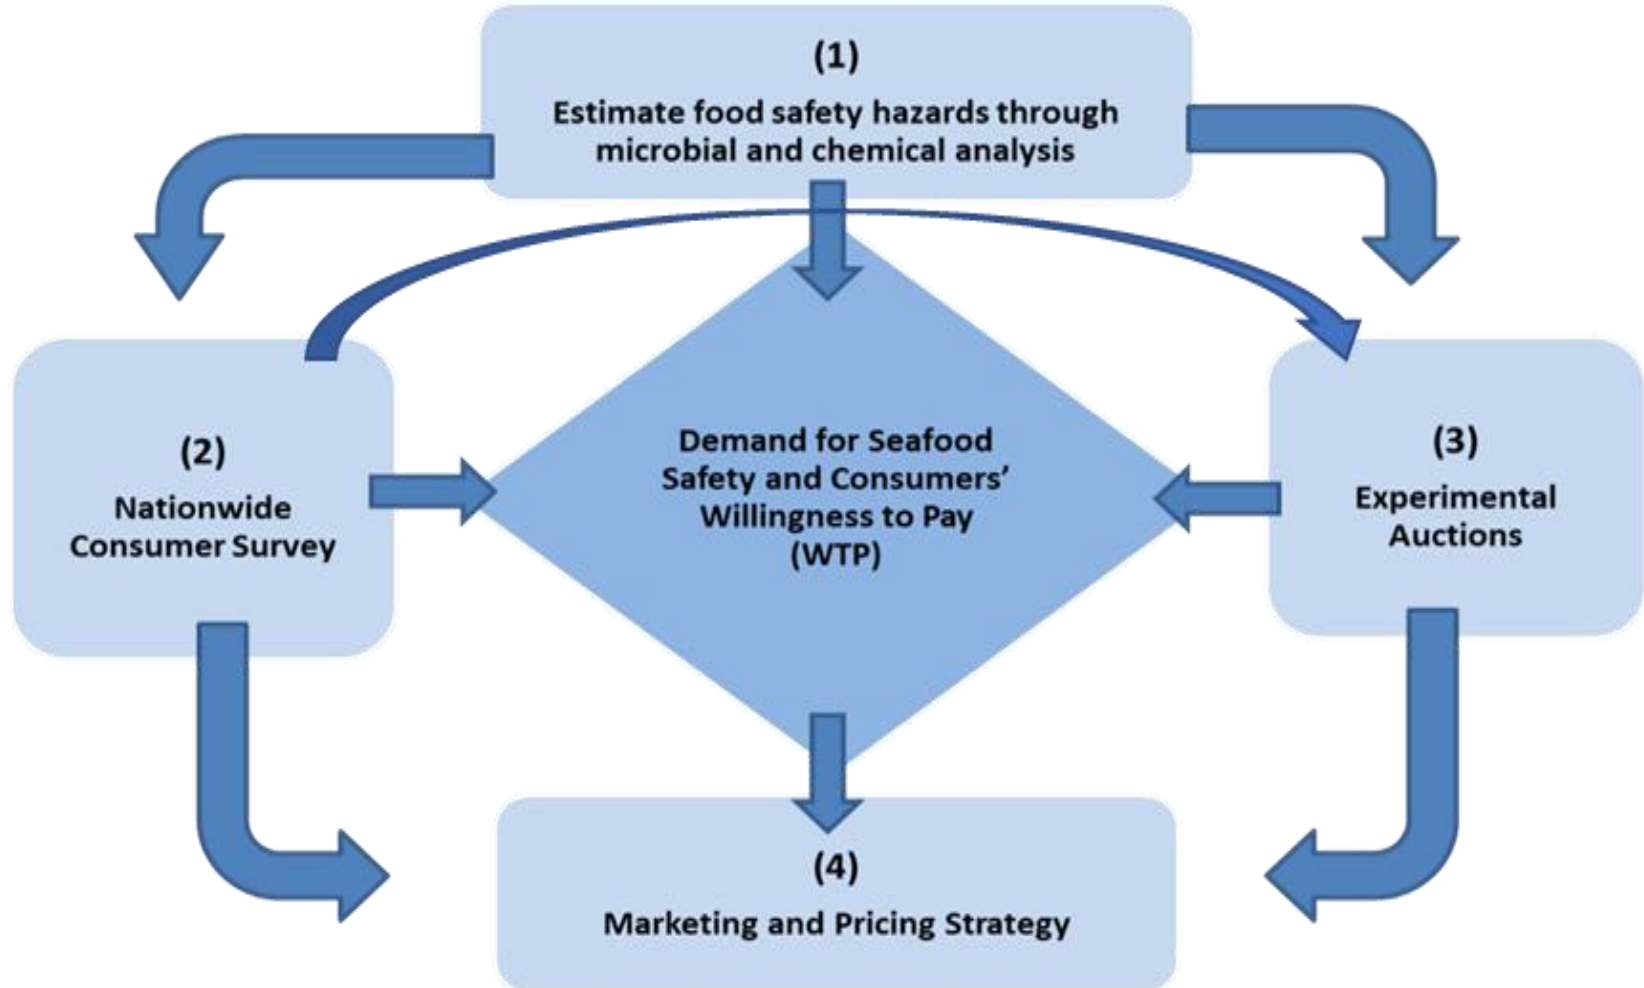 (1)
Estimate food safety hazards through
microbial and chemical analysis
(2)
Nationwide
Consumer Survey
Demand for Seafood
Safety and Consumers’
Willingness to Pay
(WTP)
(3)
Experimental
Auctions
(4)
Marketing and Pricing Strategy